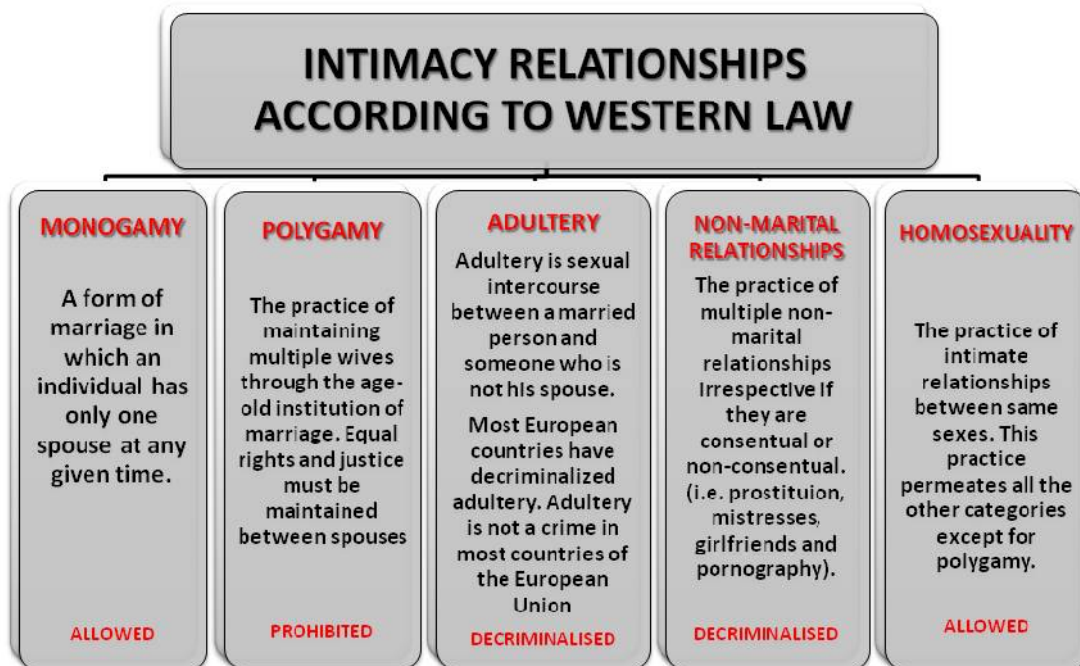 INTIMACY RELATIONSHIPS
ACCORDING TO WESTERN LAW
MONOGAMY
A form of
marriage in
which an
individual has
only one
spouse at any
given time.
ALLOWED
POLYGAMY
The practice of
maintaining
multiple wives
through the age-
old institution of
marriage. Equal
rights and justice
must be
maintained
between spouses
PROHIBITED
ADULTERY
Adultery is sexual
intercourse
between a married
person and
someone who is
not his spouse.
Most European
countries have
decriminalized
adultery. Adultery
is not a crime in
most countries of
the European
Union
DECRIMINALISED
NON-MARITAL
RELATIONSHIPS
The practice of
multiple non-
marital
relationships
Irrespective if
they are
consentual or
non-consentual.
(i.e. prostituion,
mistresses,
girlfriends and
pornography).
DECRIMINALISED
HOMOSEXUALITY
The practice of
intimate
relationships
between same
sexes. This
practice
permeates all the
other categories
except for
polygamy.
ALLOWED